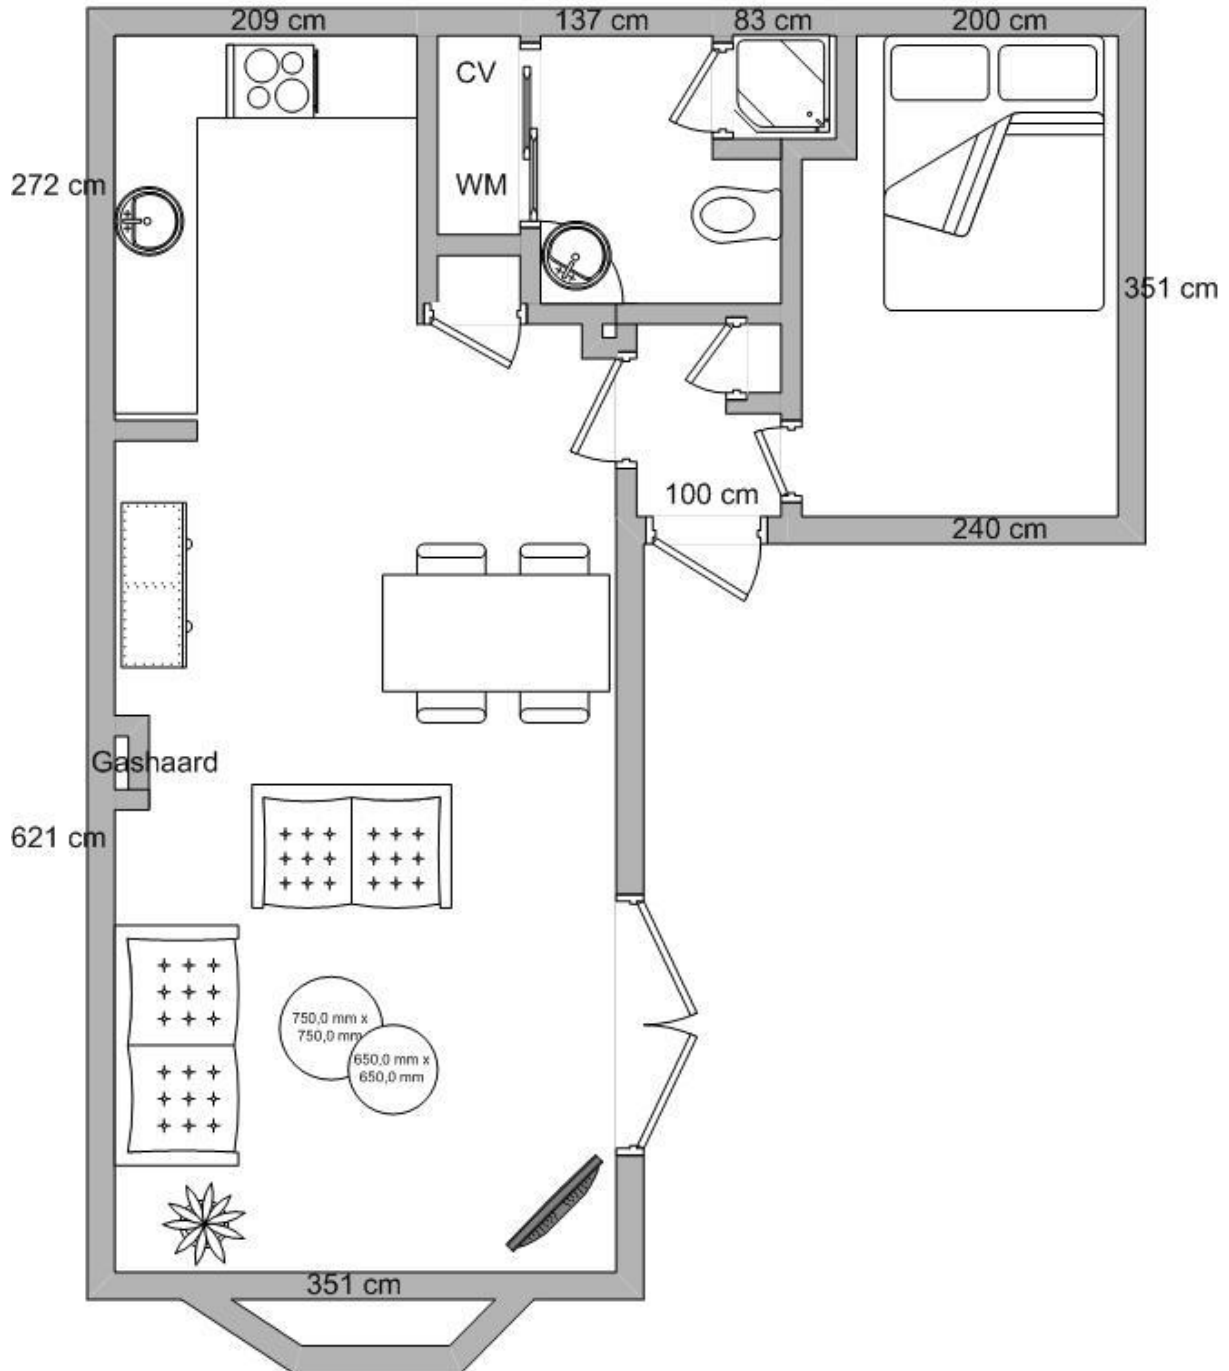 209 cm
137 cm
83 cm
200 cm
CV
272 cm
WM
351 cm
100 cm
240 cm
Gashaard
621 cm
750,0 mm x
750,0 mm
650,0 mm x
650,0 mm
351 cm